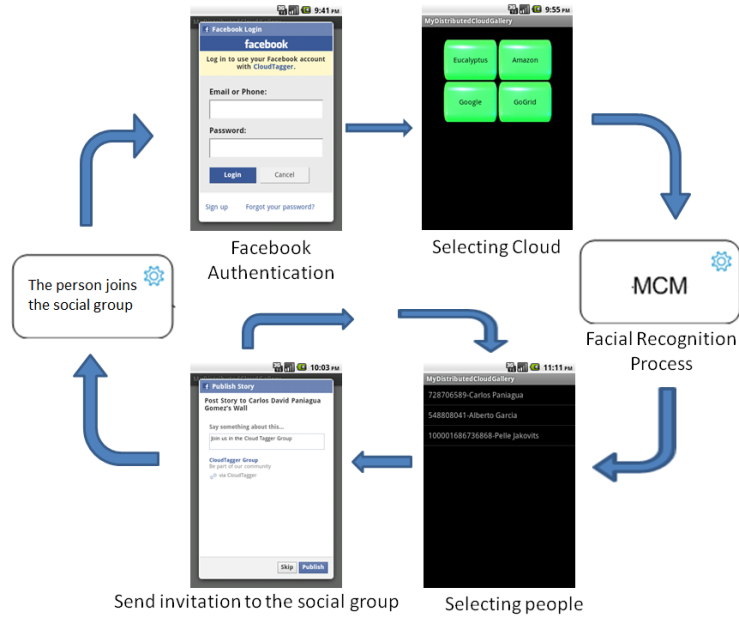 9:41 PM
Facebook Login
facebook
Log in to use your Facebook account
with CloudTagger.
Email or Phone:
Password:
Login
Cancel
Sign up
Forgot your password?
Facebook
Authentication
9:55 PM
MyDistributedCloudGallery
Eucalyptus
Amazon
Google
GoGrid
Selecting Cloud
MCM
Facial Recognition
Process
The person joins
the social group
10:03 PM
Publish Story
Post Story to Carlos David Paniagua
Gomez's Wall
Say something about this...
Join us in the Cloud Tagger Group
CloudTagger Group
Be part of our community
via CloudTagger
Skip
Publish
Send invitation to the social group
11:11 PM
MyDistributedCloudGallery
728706589-Carlos Paniagua
548808041-Alberto Garcia
100001686736868-Pelle Jakovits
Selecting people